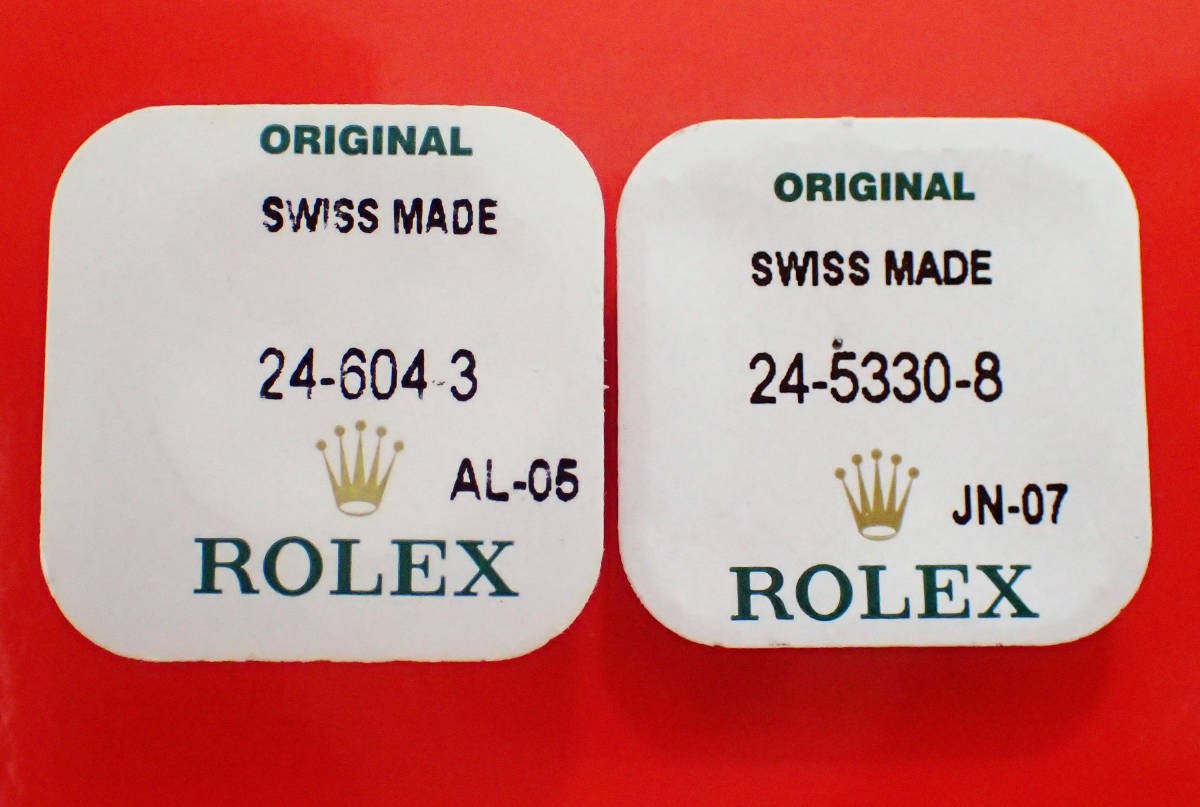 ORIGINAL
SWISS MADE
24-604-3
AL-05
ROLEX
ORIGINAL
SWISS MADE
24-5330-8
JN-07
ROLEX